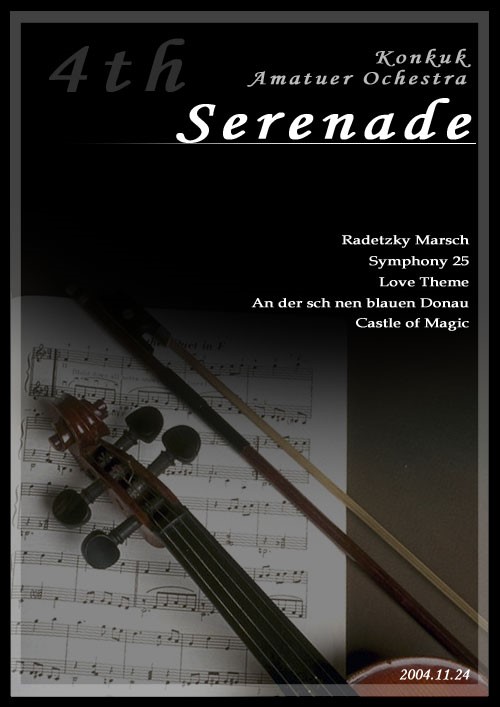 4th
Konkuk
Amatuer Ochestra
Serenade
Radetzky Marsch
Symphony 25
Love Theme
An der sch nen blauen Donau
Castle of Magic
2004.11.24